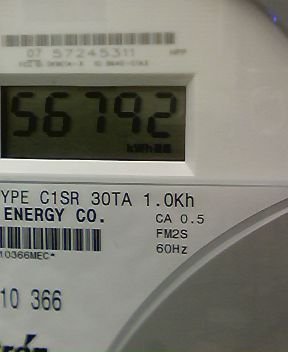 07 57245311
56792
kWh
YPE C1SR 30TA 1.0Kh
ENERGY CO.
CA 0.5
FM2S
60Hz
10366MEC*
10 366